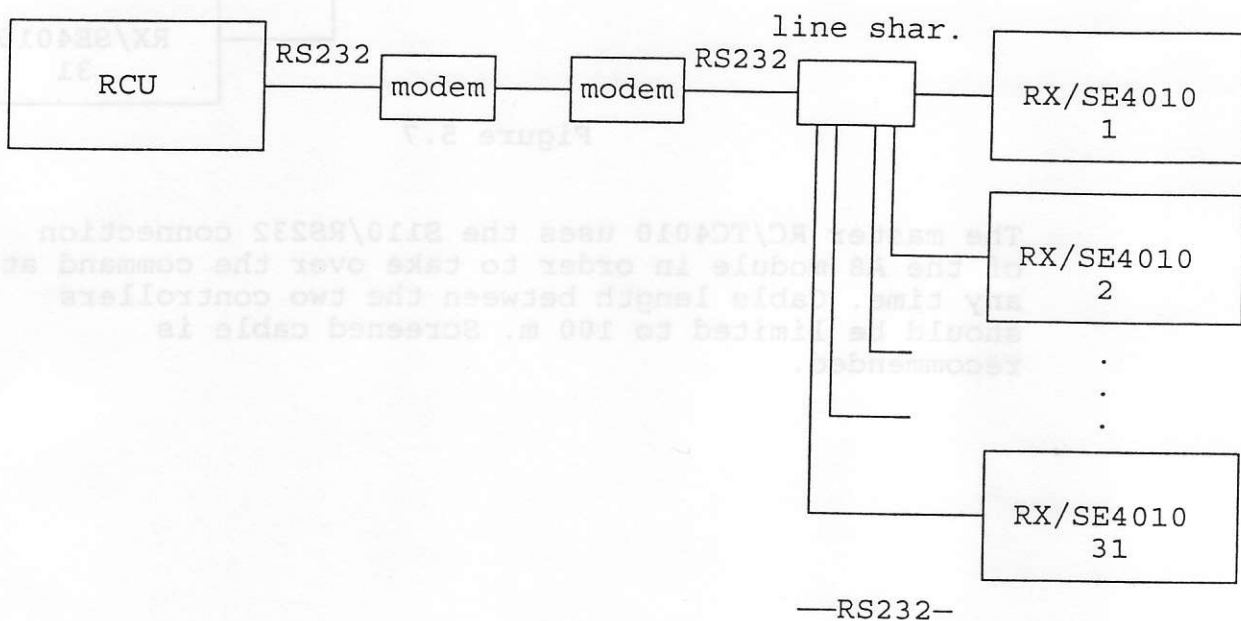 line shar.
RS232
RS232
RCU
modem
modem
RX/SE4010
1
RX/SE4010
2
.
.
.
RX/SE4010
31
—RS232—
RX/SE4010
31
Figure 5.7
The master RC/TC4010 uses the S110/RS232 connection
of the A8 module in order to take over the command at
any time. Cable length between the two controllers
should be limited to 100 m. Screened cable is
recommended.